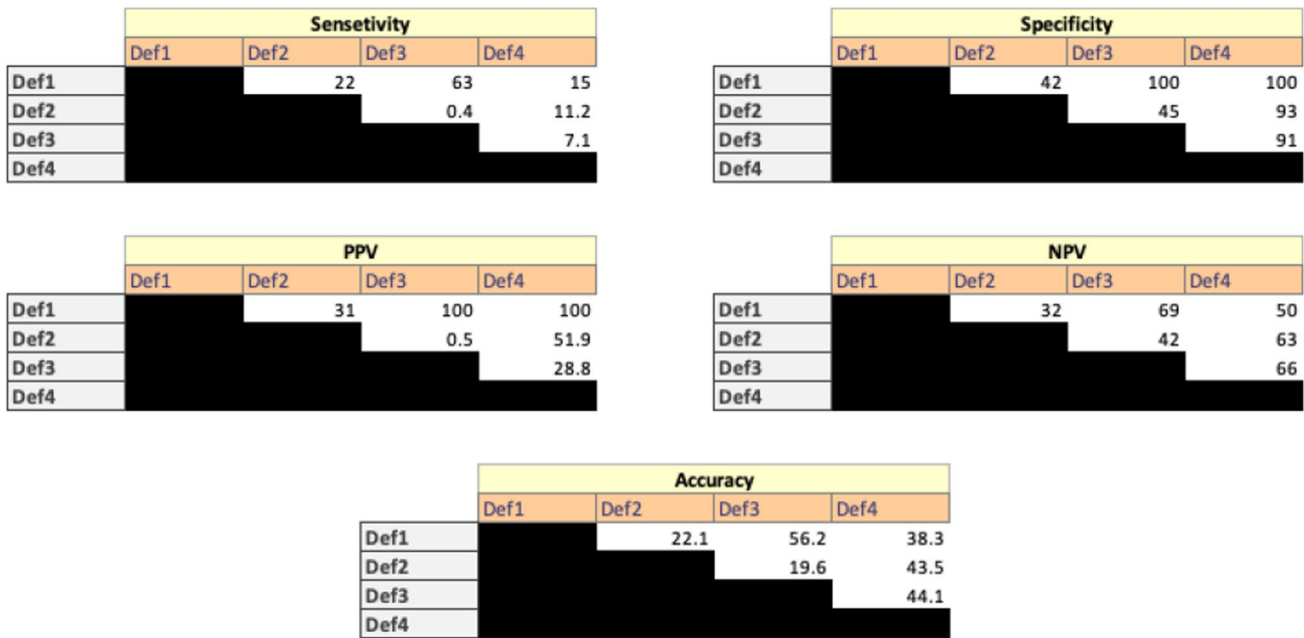 Sensetivity
Def1 Def2 Def3 Def4
Def1 22 63 15
Def2 0.4 11.2
Def3 7.1
Def4
Specificity
Def1 Def2 Def3 Def4
Def1 42 100 100
Def2 45 93
Def3 91
Def4
PPV
Def1 Def2 Def3 Def4
Def1 31 100 100
Def2 0.5 51.9
Def3 28.8
Def4
NPV
Def1 Def2 Def3 Def4
Def1 32 69 50
Def2 42 63
Def3 66
Def4
Accuracy
Def1 Def2 Def3 Def4
Def1 22.1 56.2 38.3
Def2 19.6 43.5
Def3 44.1
Def4